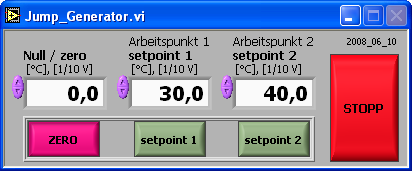 Jump_Generator.vi
Arbeitspunkt 1 Arbeitspunkt 2 2008_06_10
Null / zero setpoint 1 setpoint 2
[°C], [1/10 V] [°C], [1/10 V] [°C], [1/10 V]
0,0 30,0 40,0
STOPP
ZERO setpoint 1 setpoint 2